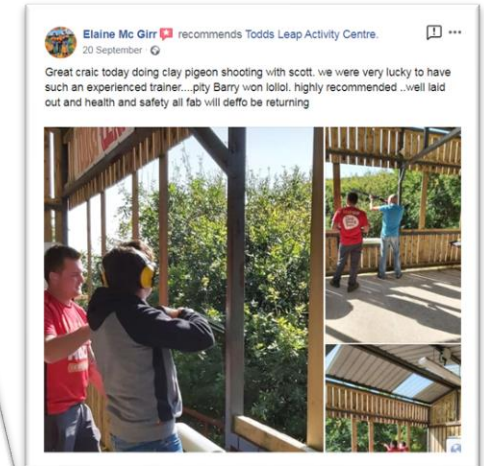 Elaine Mc Girr recommends Todds Leap Activity Centre.
20 September ·
Great craic today doing clay pigeon shooting with scott. we were very lucky to have
such an experienced trainer....pity Barry won lollol. highly recommended ..well laid
out and health and safety all fab will deffo be returning